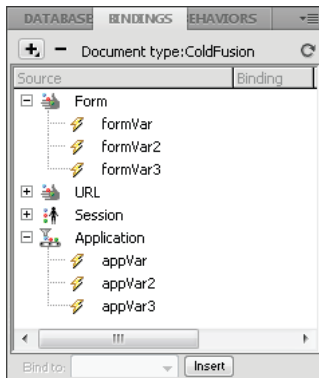 DATABASE BINDINGS EHAVIORS
Document type:ColdFusion
Source Binding
Form
formVar
formVar2
formVar3
URL
Session
Application
appVar
appVar2
appVar3
Bind to: Insert